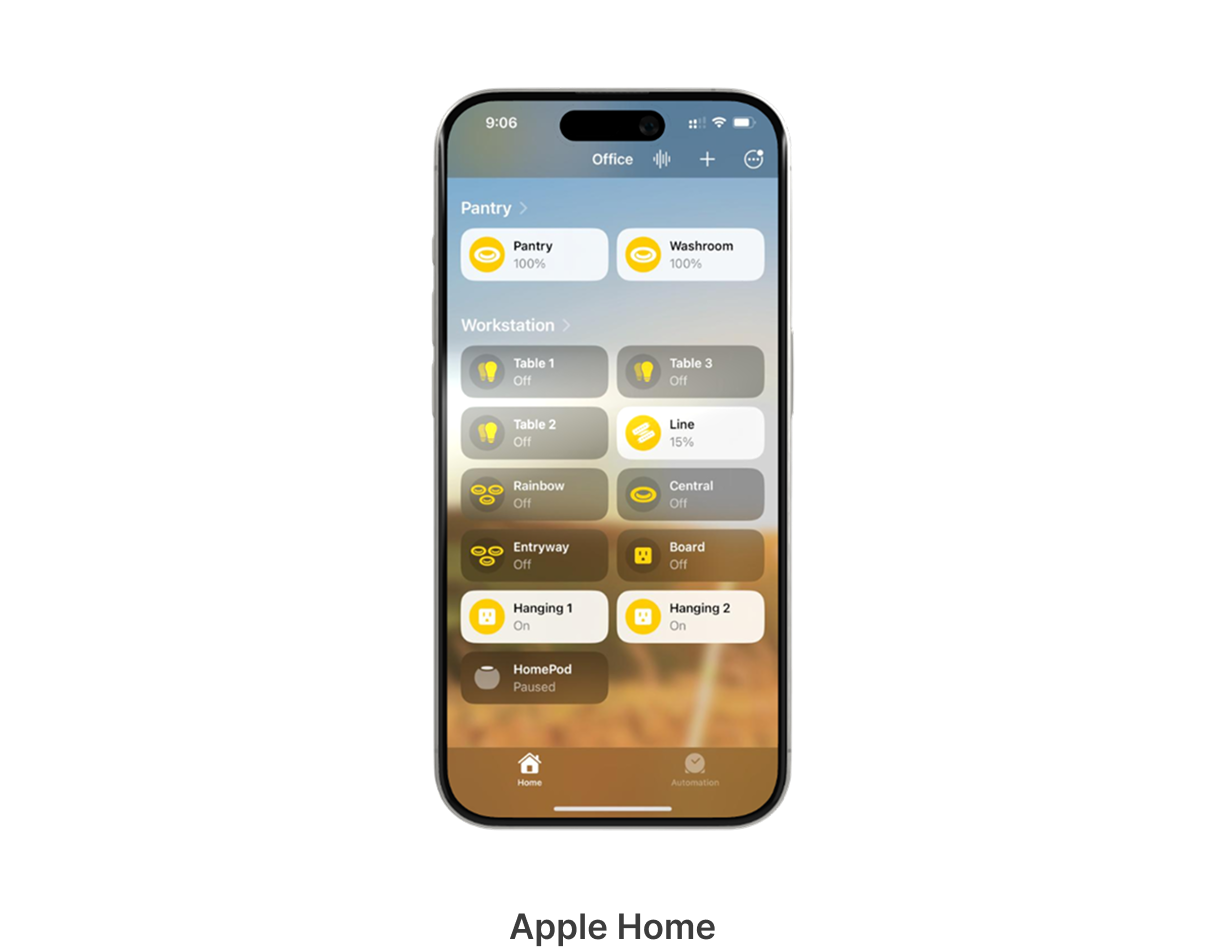 9:06
Office
Pantry
Pantry
100%
Washroom
100%
Workstation
Table 1
Off
Table 3
Off
Table 2
Off
Line
15%
Rainbow
Off
Central
Off
Entryway
Off
Board
Off
Hanging 1
On
Hanging 2
On
HomePod
Paused
Home
Automation
Apple Home